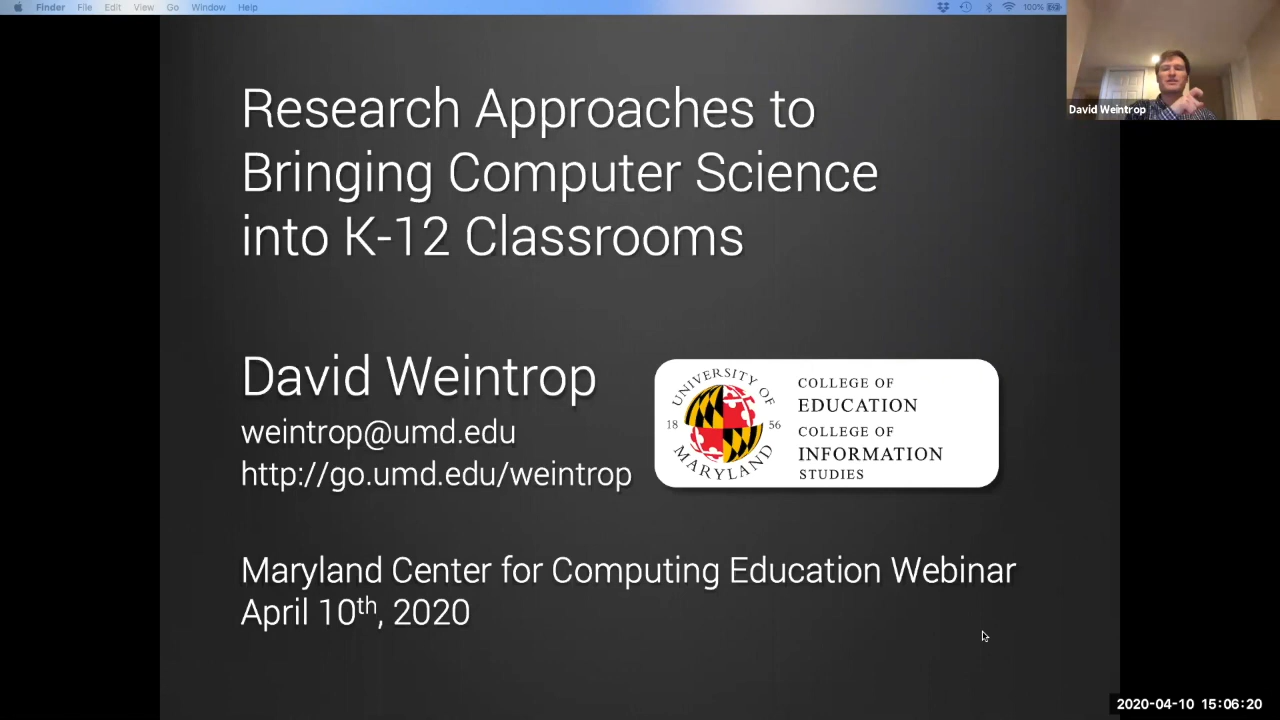 Finder File Edit View Go Window Help
100%
David Weintrop
Research Approaches to
Bringing Computer Science
into K-12 Classrooms
David Weintrop
weintrop@umd.edu
http://go.umd.edu/weintrop
UNIVERSITY OF
18 56
MARYLAND
COLLEGE OF
EDUCATION
COLLEGE OF
INFORMATION
STUDIES
Maryland Center for Computing Education Webinar
April 10th, 2020
2020-04-10 15:06:20